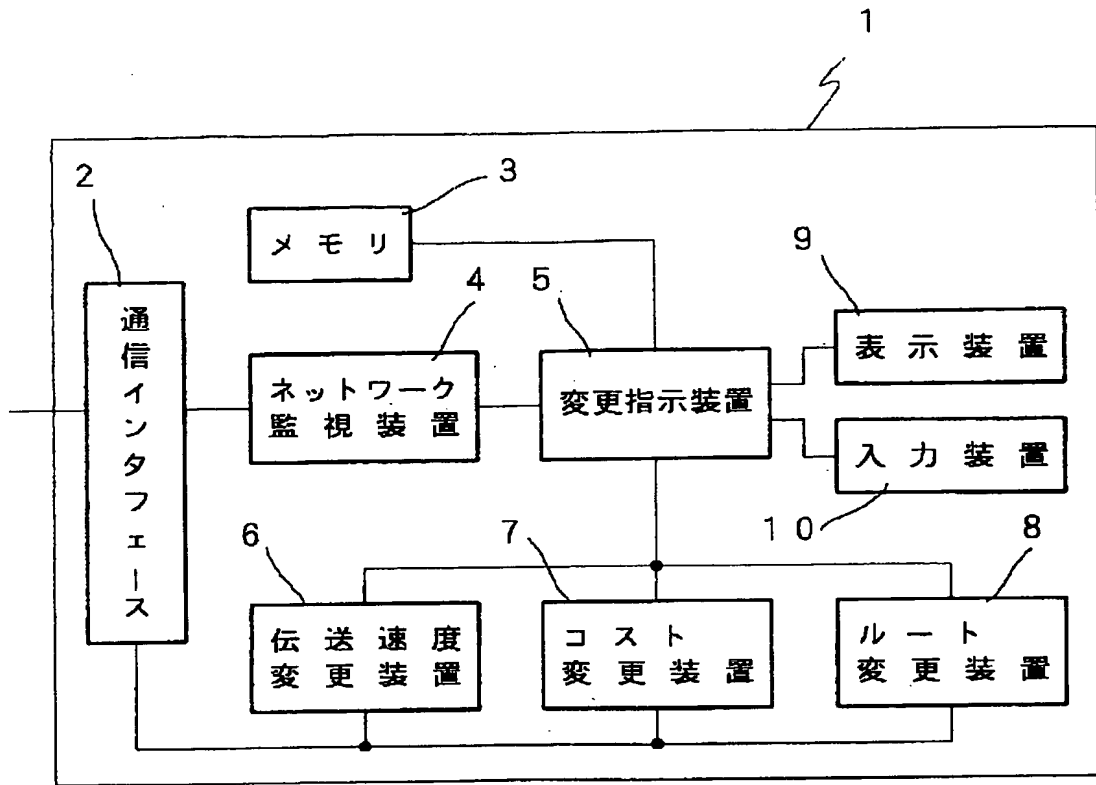 1
2
3
メモリ
4
5
9
通信インタフェース
ネットワーク
監視装置
変更指示装置
表示装置
入力装置
10
6
7
8
伝送速度
変更装置
コスト
変更装置
ルート
変更装置